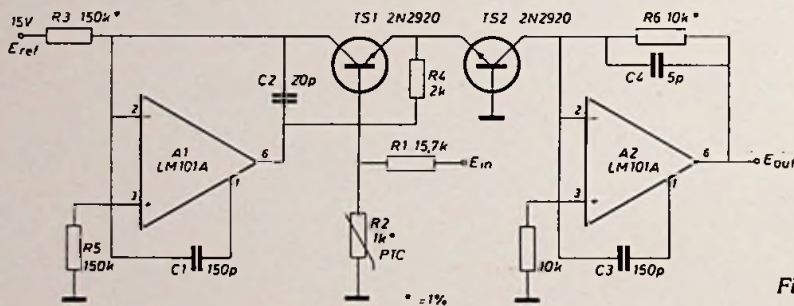 15V
Eref
R3 150k*
TS1 2N2920
TS2 2N2920
R6 10k*
C2 20p
R4 2k
C4 5p
2
A1
LM101A
6
1
3
R1 15,7k
Ein
2
A2
LM101A
6
1
3
Eout
R5
150k
C1 150p
R2
1k*
PTC
10k
C3 150p
* = 1%